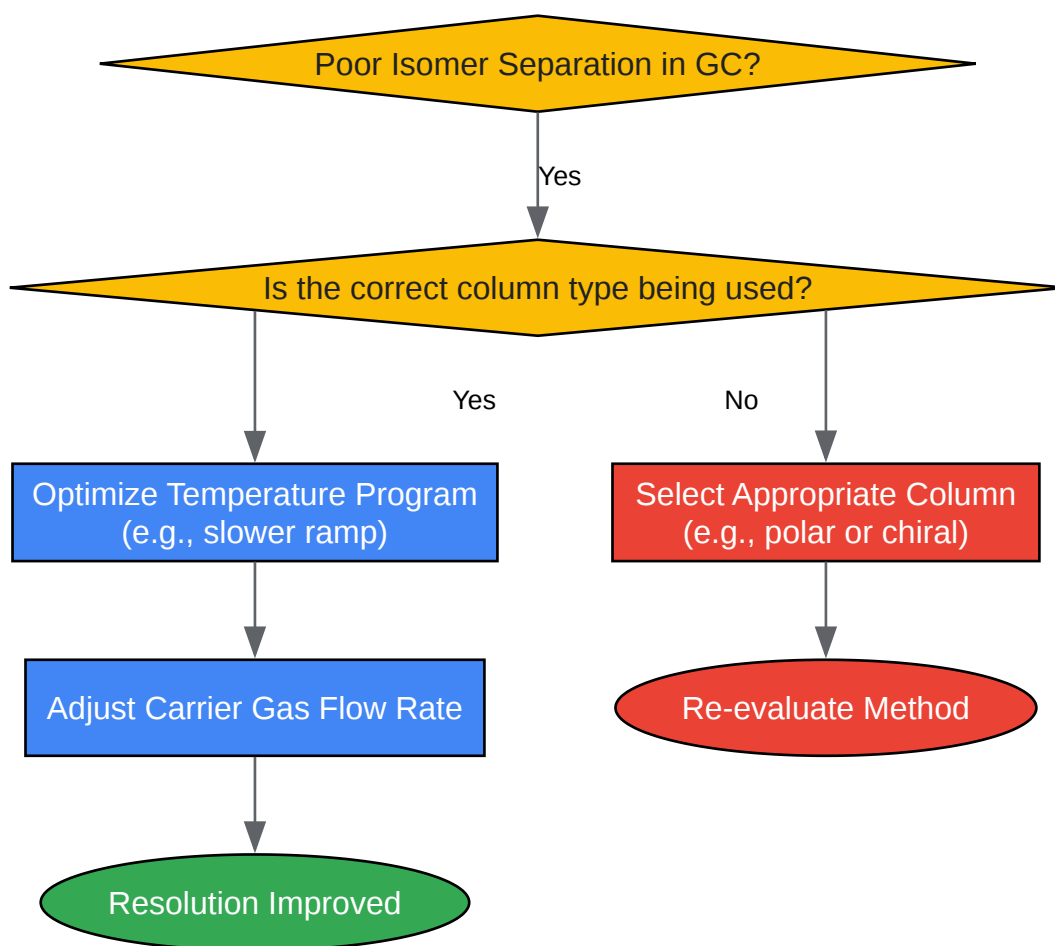 Poor Isomer Separation in GC?
Yes
Is the correct column type being used?
Yes
No
Optimize Temperature Program
(e.g., slower ramp)
Select Appropriate Column
(e.g., polar or chiral)
Adjust Carrier Gas Flow Rate
Re-evaluate Method
Resolution Improved